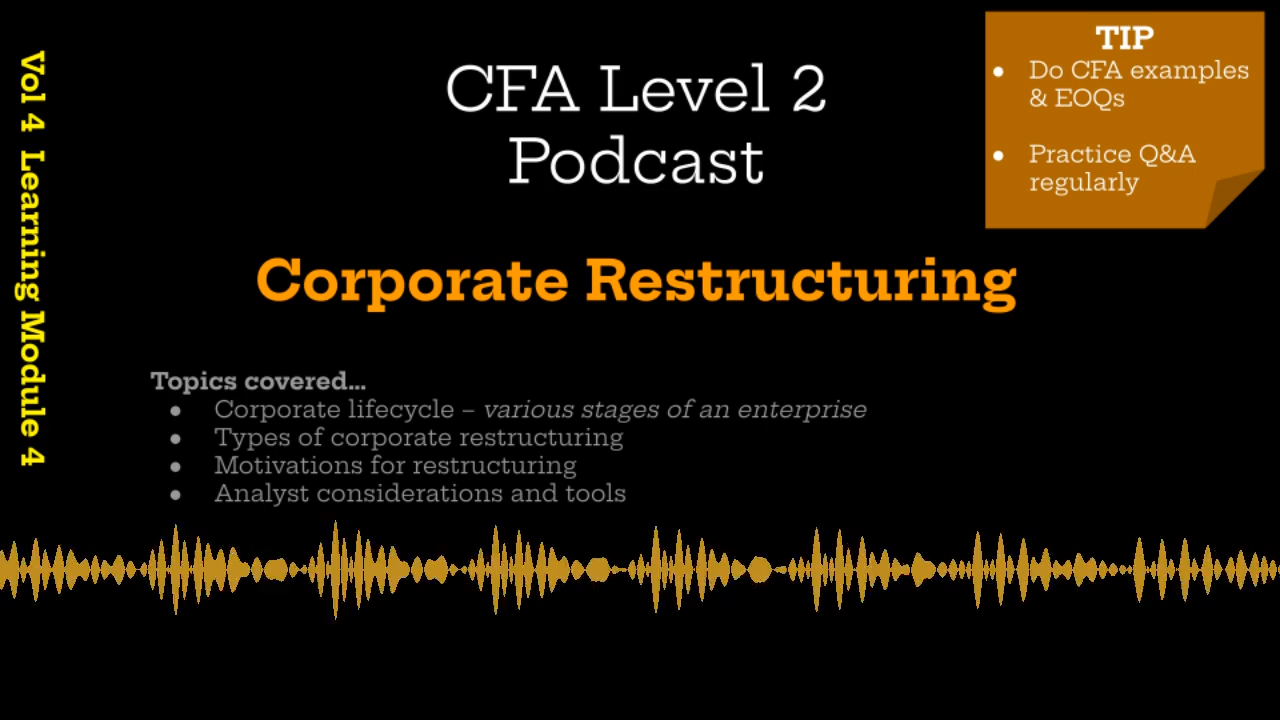 CFA Level 2
Podcast
Corporate Restructuring
TIP
● Do CFA examples
& EOQs
● Practice Q&A
regularly
Vol 4 Learning Module 4
Topics covered...
● Corporate lifecycle – various stages of an enterprise
● Types of corporate restructuring
● Motivations for restructuring
● Analyst considerations and tools